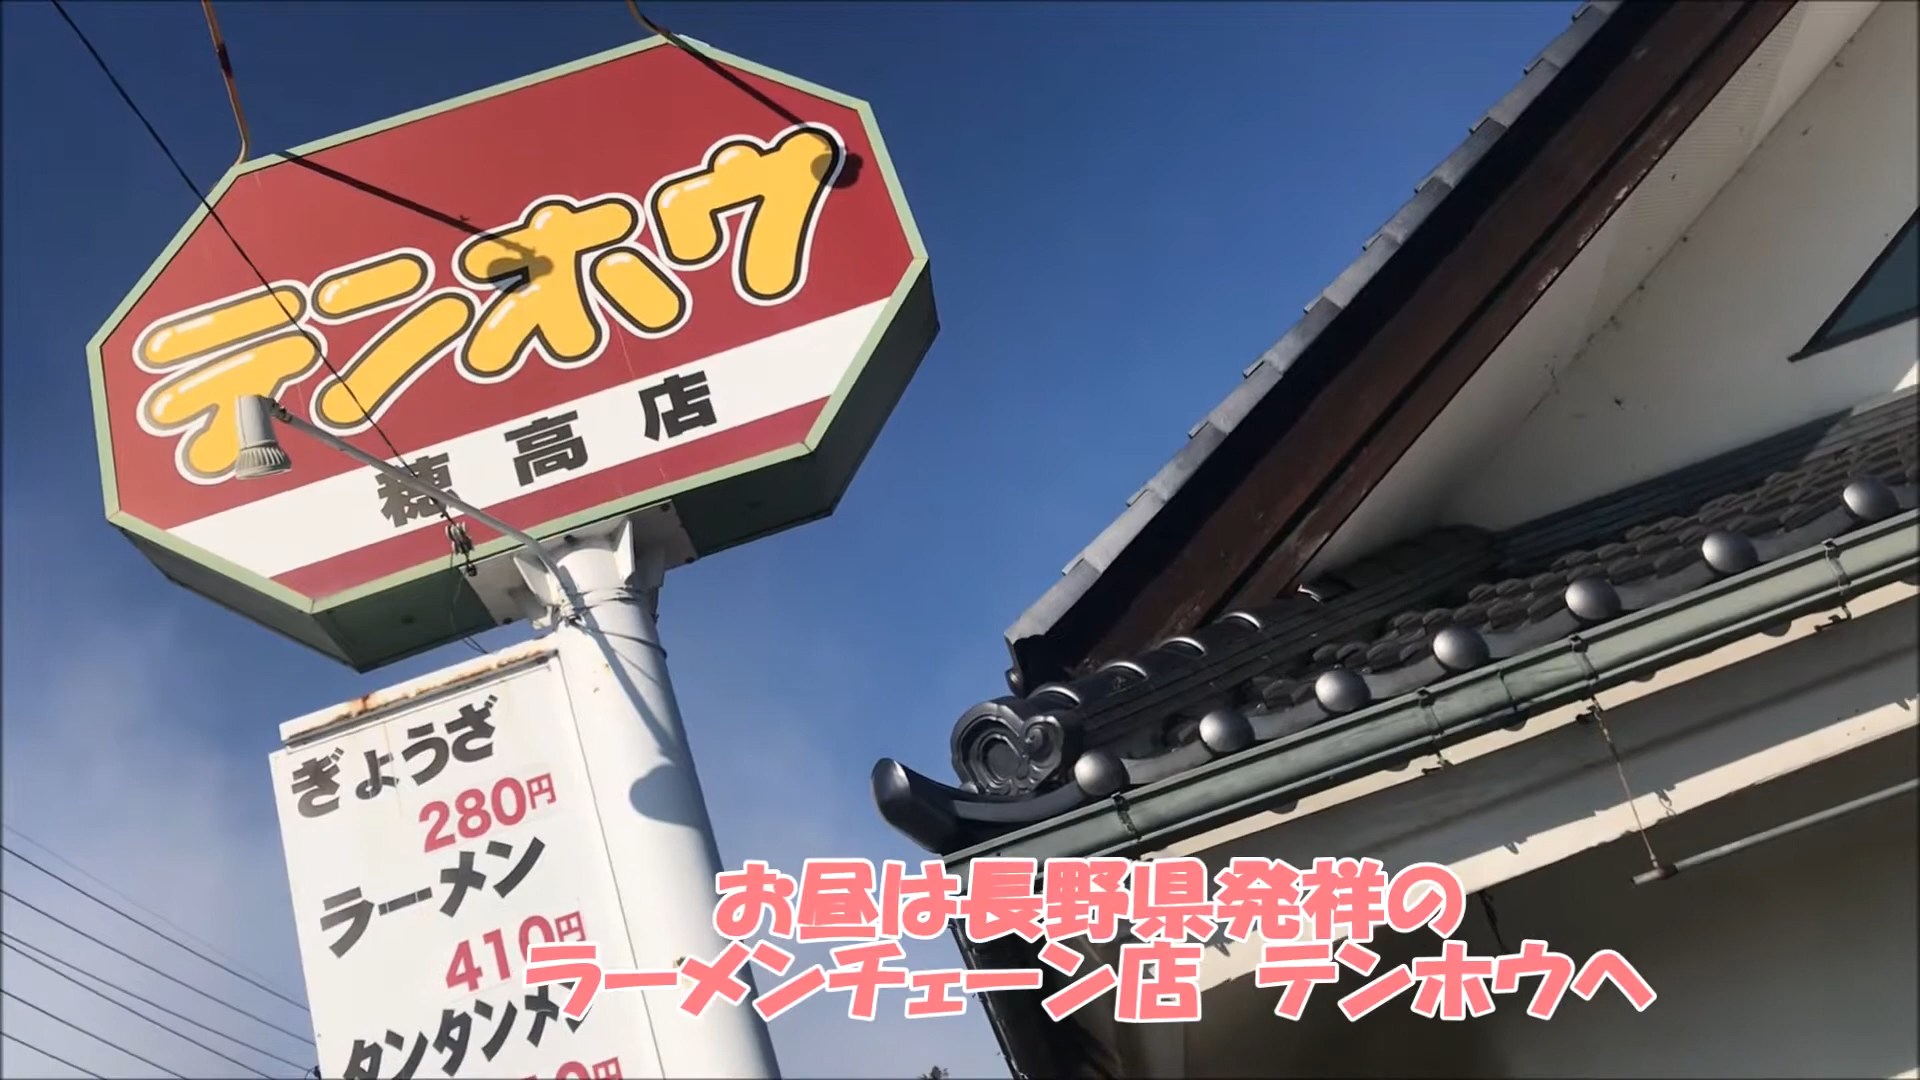 テンホウ
穂高店
ぎょうざ
280円
ラーメン
410円
タンタンメン
お昼は長野県発祥の
ラーメンチェーン店 テンホウへ